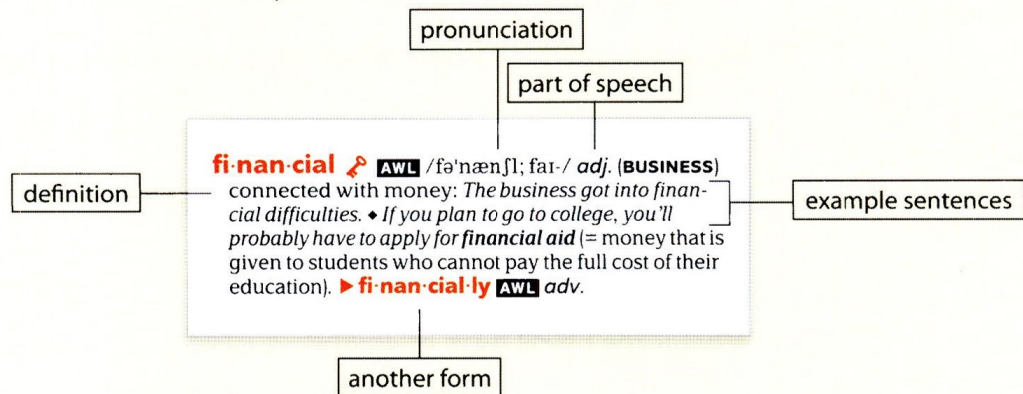 pronunciation
part of speech
fi·nan·cial AWL /fə'nænʃl; faɪ-/ adj. (BUSINESS)
definition
connected with money: The business got into finan-
example sentences
cial difficulties. ♦ If you plan to go to college, you'll
probably have to apply for financial aid (= money that is
given to students who cannot pay the full cost of their
education). ▶ fi·nan·cial·ly AWL adv.
another form